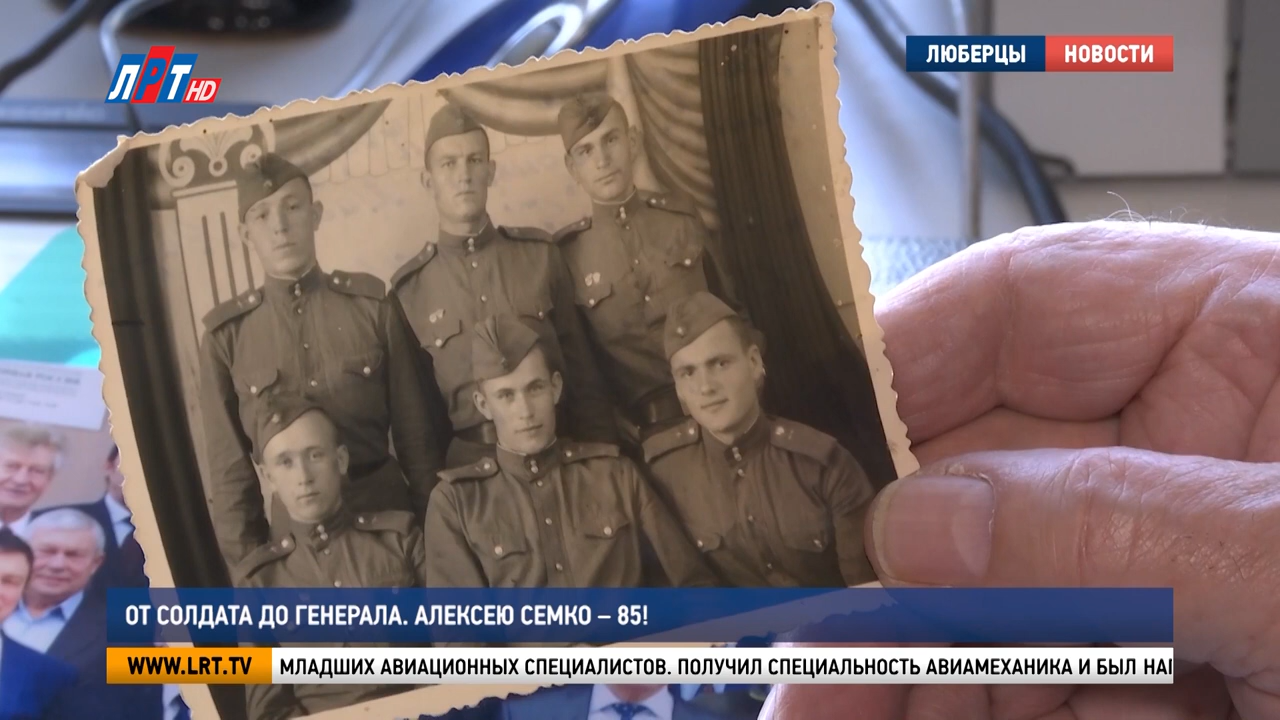 ЛРТ HD
ЛЮБЕРЦЫ НОВОСТИ
ОТ СОЛДАТА ДО ГЕНЕРАЛА. АЛЕКСЕЮ СЕМКО – 85!
WWW.LRT.TV МЛАДШИХ АВИАЦИОННЫХ СПЕЦИАЛИСТОВ. ПОЛУЧИЛ СПЕЦИАЛЬНОСТЬ АВИАМЕХАНИКА И БЫЛ